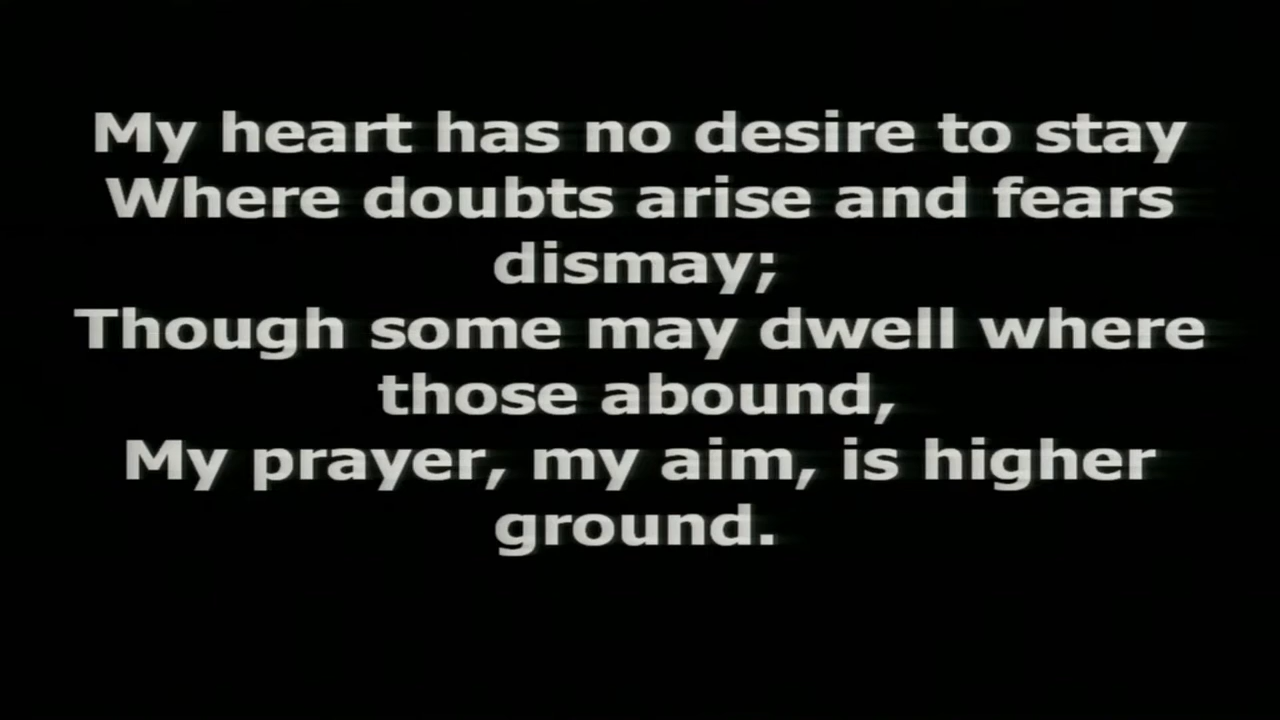 My heart has no desire to stay
Where doubts arise and fears
dismay;
Though some may dwell where
those abound,
My prayer, my aim, is higher
ground.